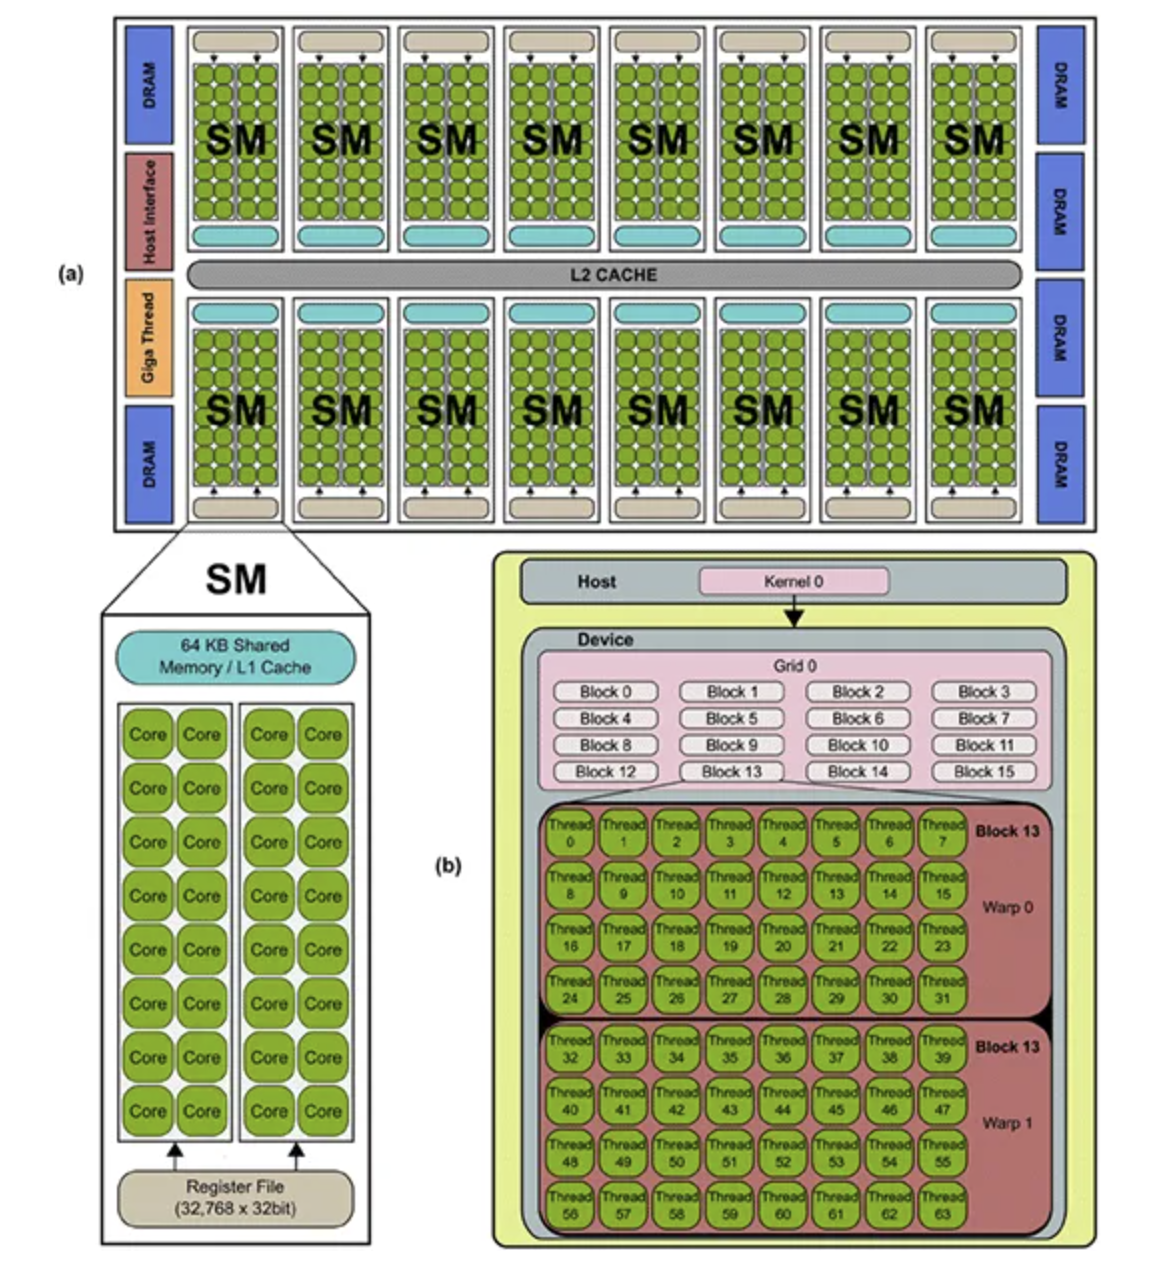 (a)
DRAM
Host Interface
Giga Thread
DRAM
SM SM SM SM SM SM SM SM
L2 CACHE
SM SM SM SM SM SM SM SM
DRAM
DRAM
DRAM
DRAM
SM
64 KB Shared
Memory / L1 Cache
Core Core Core Core
Core Core Core Core
Core Core Core Core
Core Core Core Core
Core Core Core Core
Core Core Core Core
Core Core Core Core
Core Core Core Core
Register File
(32,768 x 32bit)
(b)
Host
Kernel 0
Device
Grid 0
Block 0 Block 1 Block 2 Block 3
Block 4 Block 5 Block 6 Block 7
Block 8 Block 9 Block 10 Block 11
Block 12 Block 13 Block 14 Block 15
Thread Thread Thread Thread Thread Thread Thread Thread
0 1 2 3 4 5 6 7
Block 13
Thread Thread Thread Thread Thread Thread Thread Thread
8 9 10 11 12 13 14 15
Warp 0
Thread Thread Thread Thread Thread Thread Thread Thread
16 17 18 19 20 21 22 23
Thread Thread Thread Thread Thread Thread Thread Thread
24 25 26 27 28 29 30 31
Thread Thread Thread Thread Thread Thread Thread Thread
32 33 34 35 36 37 38 39
Block 13
Thread Thread Thread Thread Thread Thread Thread Thread
40 41 42 43 44 45 46 47
Warp 1
Thread Thread Thread Thread Thread Thread Thread Thread
48 49 50 51 52 53 54 55
Thread Thread Thread Thread Thread Thread Thread Thread
56 57 58 59 60 61 62 63